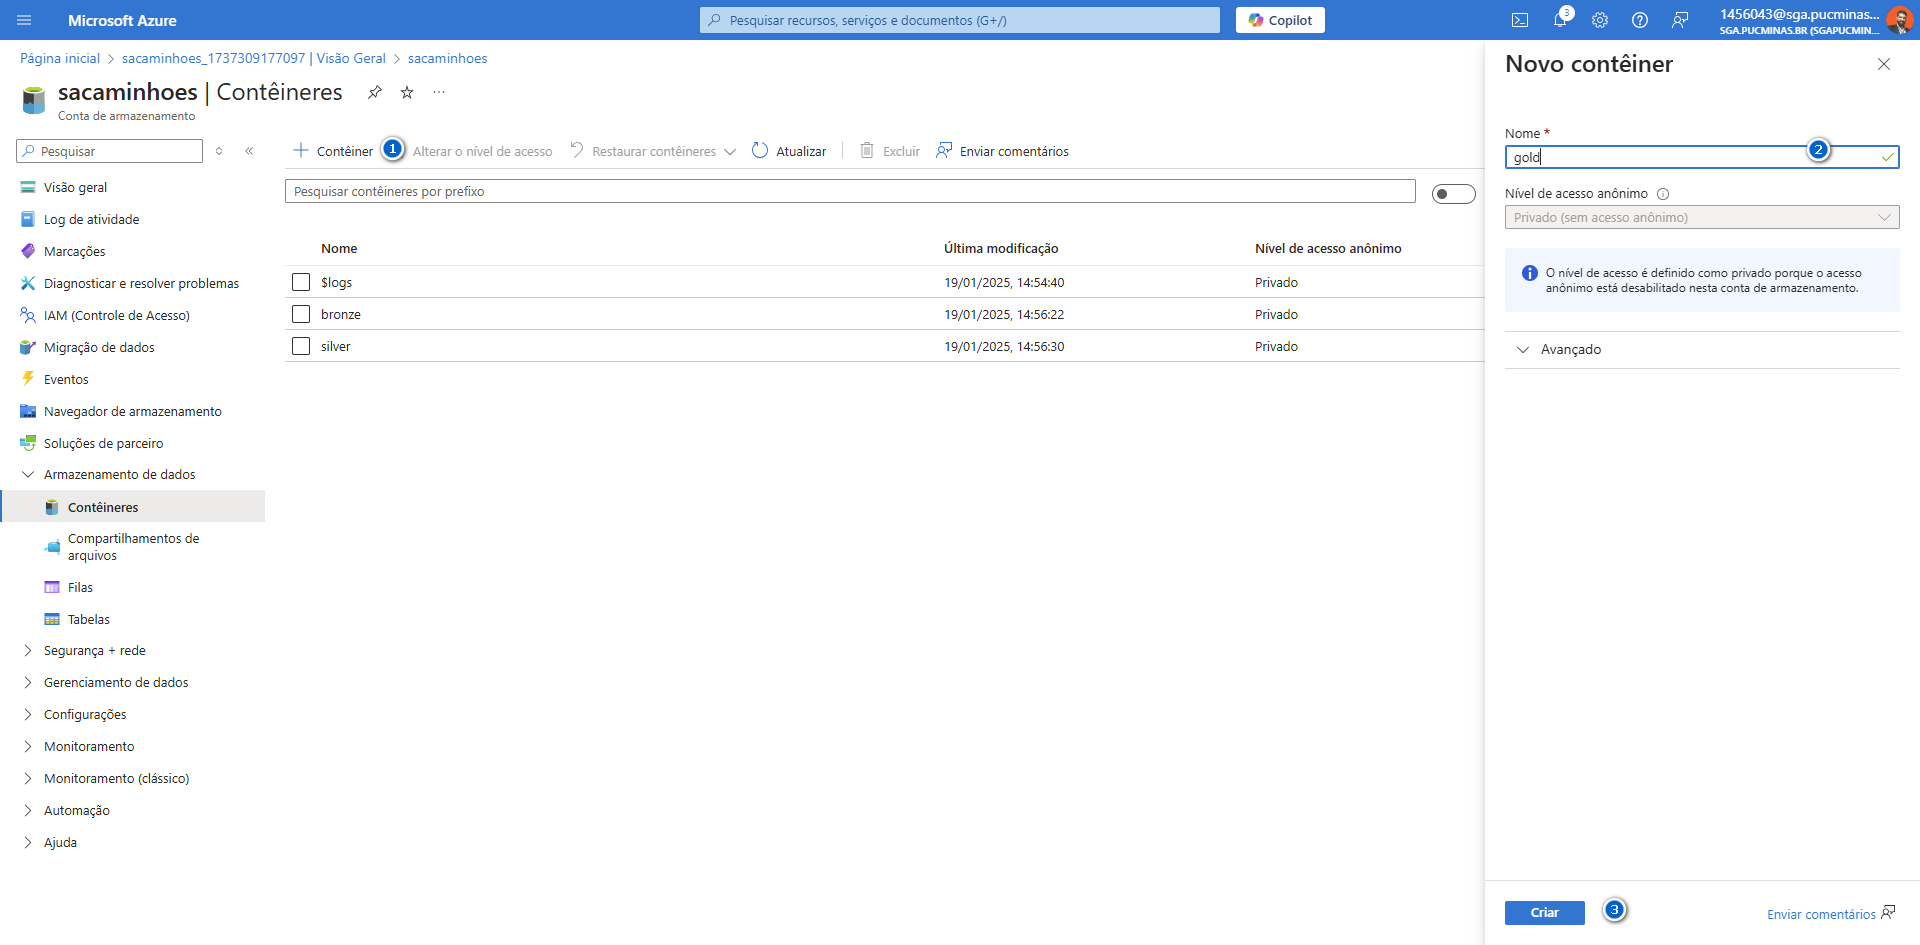 Microsoft Azure
Pesquisar recursos, serviços e documentos (G+/)
Copilot
3
1456043@sga.pucminas...
SGA.PUCMINAS.BR (SGAPUCMIN...
Página inicial > sacaminhoes_1737309177097 | Visão Geral > sacaminhoes
sacaminhoes | Contêineres
...
Conta de armazenamento
Pesquisar
Visão geral
Log de atividade
Marcações
Diagnosticar e resolver problemas
IAM (Controle de Acesso)
Migração de dados
Eventos
Navegador de armazenamento
Soluções de parceiro
Armazenamento de dados
Contêineres
Compartilhamentos de
arquivos
Filas
Tabelas
Segurança + rede
Gerenciamento de dados
Configurações
Monitoramento
Monitoramento (clássico)
Automação
Ajuda
Contêiner 1 Alterar o nível de acesso Restaurar contêineres Atualizar Excluir Enviar comentários
Pesquisar contêineres por prefixo
Nome Última modificação Nível de acesso anônimo
$logs 19/01/2025, 14:54:40 Privado
bronze 19/01/2025, 14:56:22 Privado
silver 19/01/2025, 14:56:30 Privado
Novo contêiner
Nome *
gold
2
Nível de acesso anônimo
Privado (sem acesso anônimo)
O nível de acesso é definido como privado porque o acesso
anônimo está desabilitado nesta conta de armazenamento.
Avançado
Criar
3
Enviar comentários